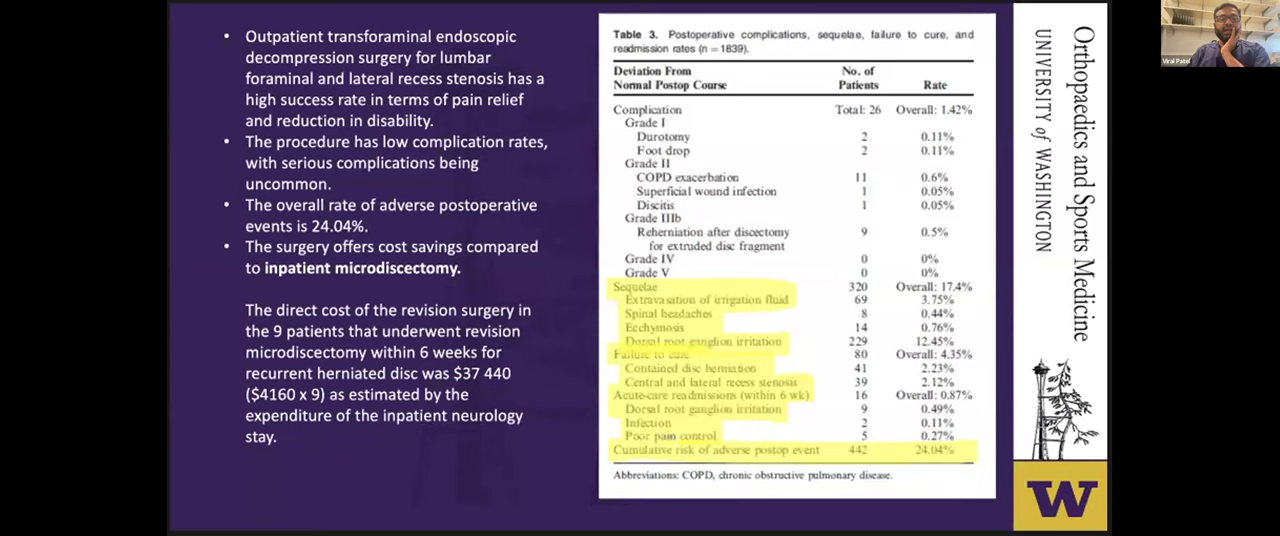 • Outpatient transforaminal endoscopic
decompression surgery for lumbar
foraminal and lateral recess stenosis has a
high success rate in terms of pain relief
and reduction in disability.
• The procedure has low complication rates,
with serious complications being
uncommon.
• The overall rate of adverse postoperative
events is 24.04%.
• The surgery offers cost savings compared
to inpatient microdiscectomy.
The direct cost of the revision surgery in
the 9 patients that underwent revision
microdiscectomy within 6 weeks for
recurrent herniated disc was $37 440
($4160 x 9) as estimated by the
expenditure of the inpatient neurology
stay.
Table 3. Postoperative complications, sequelae, failure to cure, and
readmission rates (n = 1839).
Deviation From No. of
Normal Postop Course Patients Rate
Complication Total: 26 Overall: 1.42%
Grade I
Durotomy 2 0.11%
Foot drop 2 0.11%
Grade II
COPD exacerbation 11 0.6%
Superficial wound infection 1 0.05%
Discitis 1 0.05%
Grade IIIb
Reherniation after discectomy 9 0.5%
for extruded disc fragment
Grade IV 0 0%
Grade V 0 0%
Sequelae 320 Overall: 17.4%
Extravasation of irrigation fluid 69 3.75%
Spinal headaches 8 0.44%
Ecchymosis 14 0.76%
Dorsal root ganglion irritation 229 12.45%
Failure to cure 80 Overall: 4.35%
Contained disc herniation 41 2.23%
Central and lateral recess stenosis 39 2.12%
Acute-care readmissions (within 6 wk) 16 Overall: 0.87%
Dorsal root ganglion irritation 9 0.49%
Infection 2 0.11%
Poor pain control 5 0.27%
Cumulative risk of adverse postop event 442 24.04%
Abbreviations: COPD, chronic obstructive pulmonary disease.
Orthopaedics and Sports Medicine
UNIVERSITY of WASHINGTON
W
Viral Patel